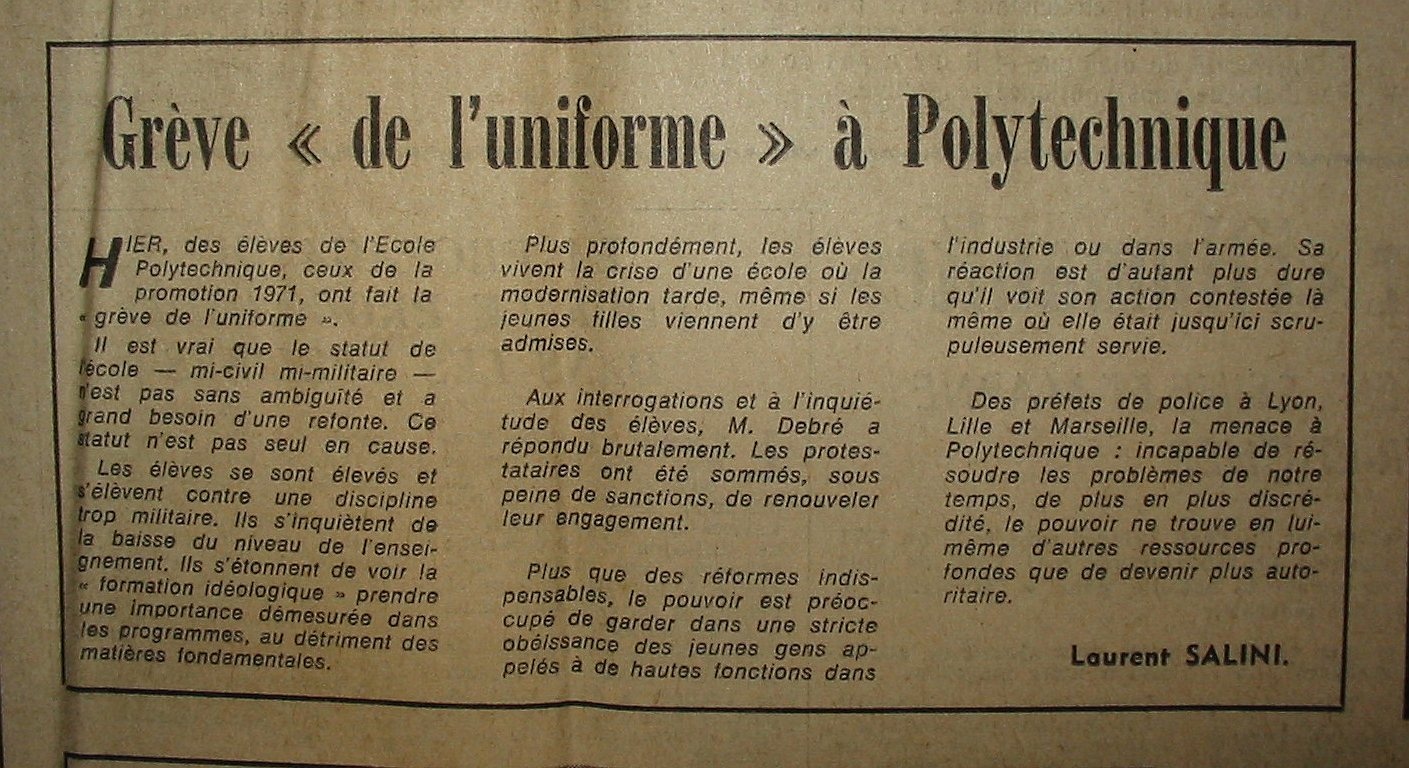 Grève « de l'uniforme » à Polytechnique
HIER, des élèves de l'Ecole
Polytechnique, ceux de la
promotion 1971, ont fait la
« grève de l'uniforme ».
Il est vrai que le statut de
l'école — mi-civil mi-militaire —
n'est pas sans ambiguïté et a
grand besoin d'une refonte. Ce
statut n'est pas seul en cause.
Les élèves se sont élevés et
s'élèvent contre une discipline
trop militaire. Ils s'inquiètent de
la baisse du niveau de l'ensei-
gnement. Ils s'étonnent de voir la
« formation idéologique » prendre
une importance démesurée dans
les programmes, au détriment des
matières fondamentales.
Plus profondément, les élèves
vivent la crise d'une école où la
modernisation tarde, même si les
jeunes filles viennent d'y être
admises.
Aux interrogations et à l'inquié-
tude des élèves, M. Debré a
répondu brutalement. Les protes-
tataires ont été sommés, sous
peine de sanctions, de renouveler
leur engagement.
Plus que des réformes indis-
pensables, le pouvoir est préoc-
cupé de garder dans une stricte
obéissance des jeunes gens ap-
pelés à de hautes fonctions dans
l'industrie ou dans l'armée. Sa
réaction est d'autant plus dure
qu'il voit son action contestée là
même où elle était jusqu'ici scru-
puleusement servie.
Des préfets de police à Lyon,
Lille et Marseille, la menace à
Polytechnique : incapable de ré-
soudre les problèmes de notre
temps, de plus en plus discré-
dité, le pouvoir ne trouve en lui-
même d'autres ressources pro-
fondes que de devenir plus auto-
ritaire.
Laurent SALINI.